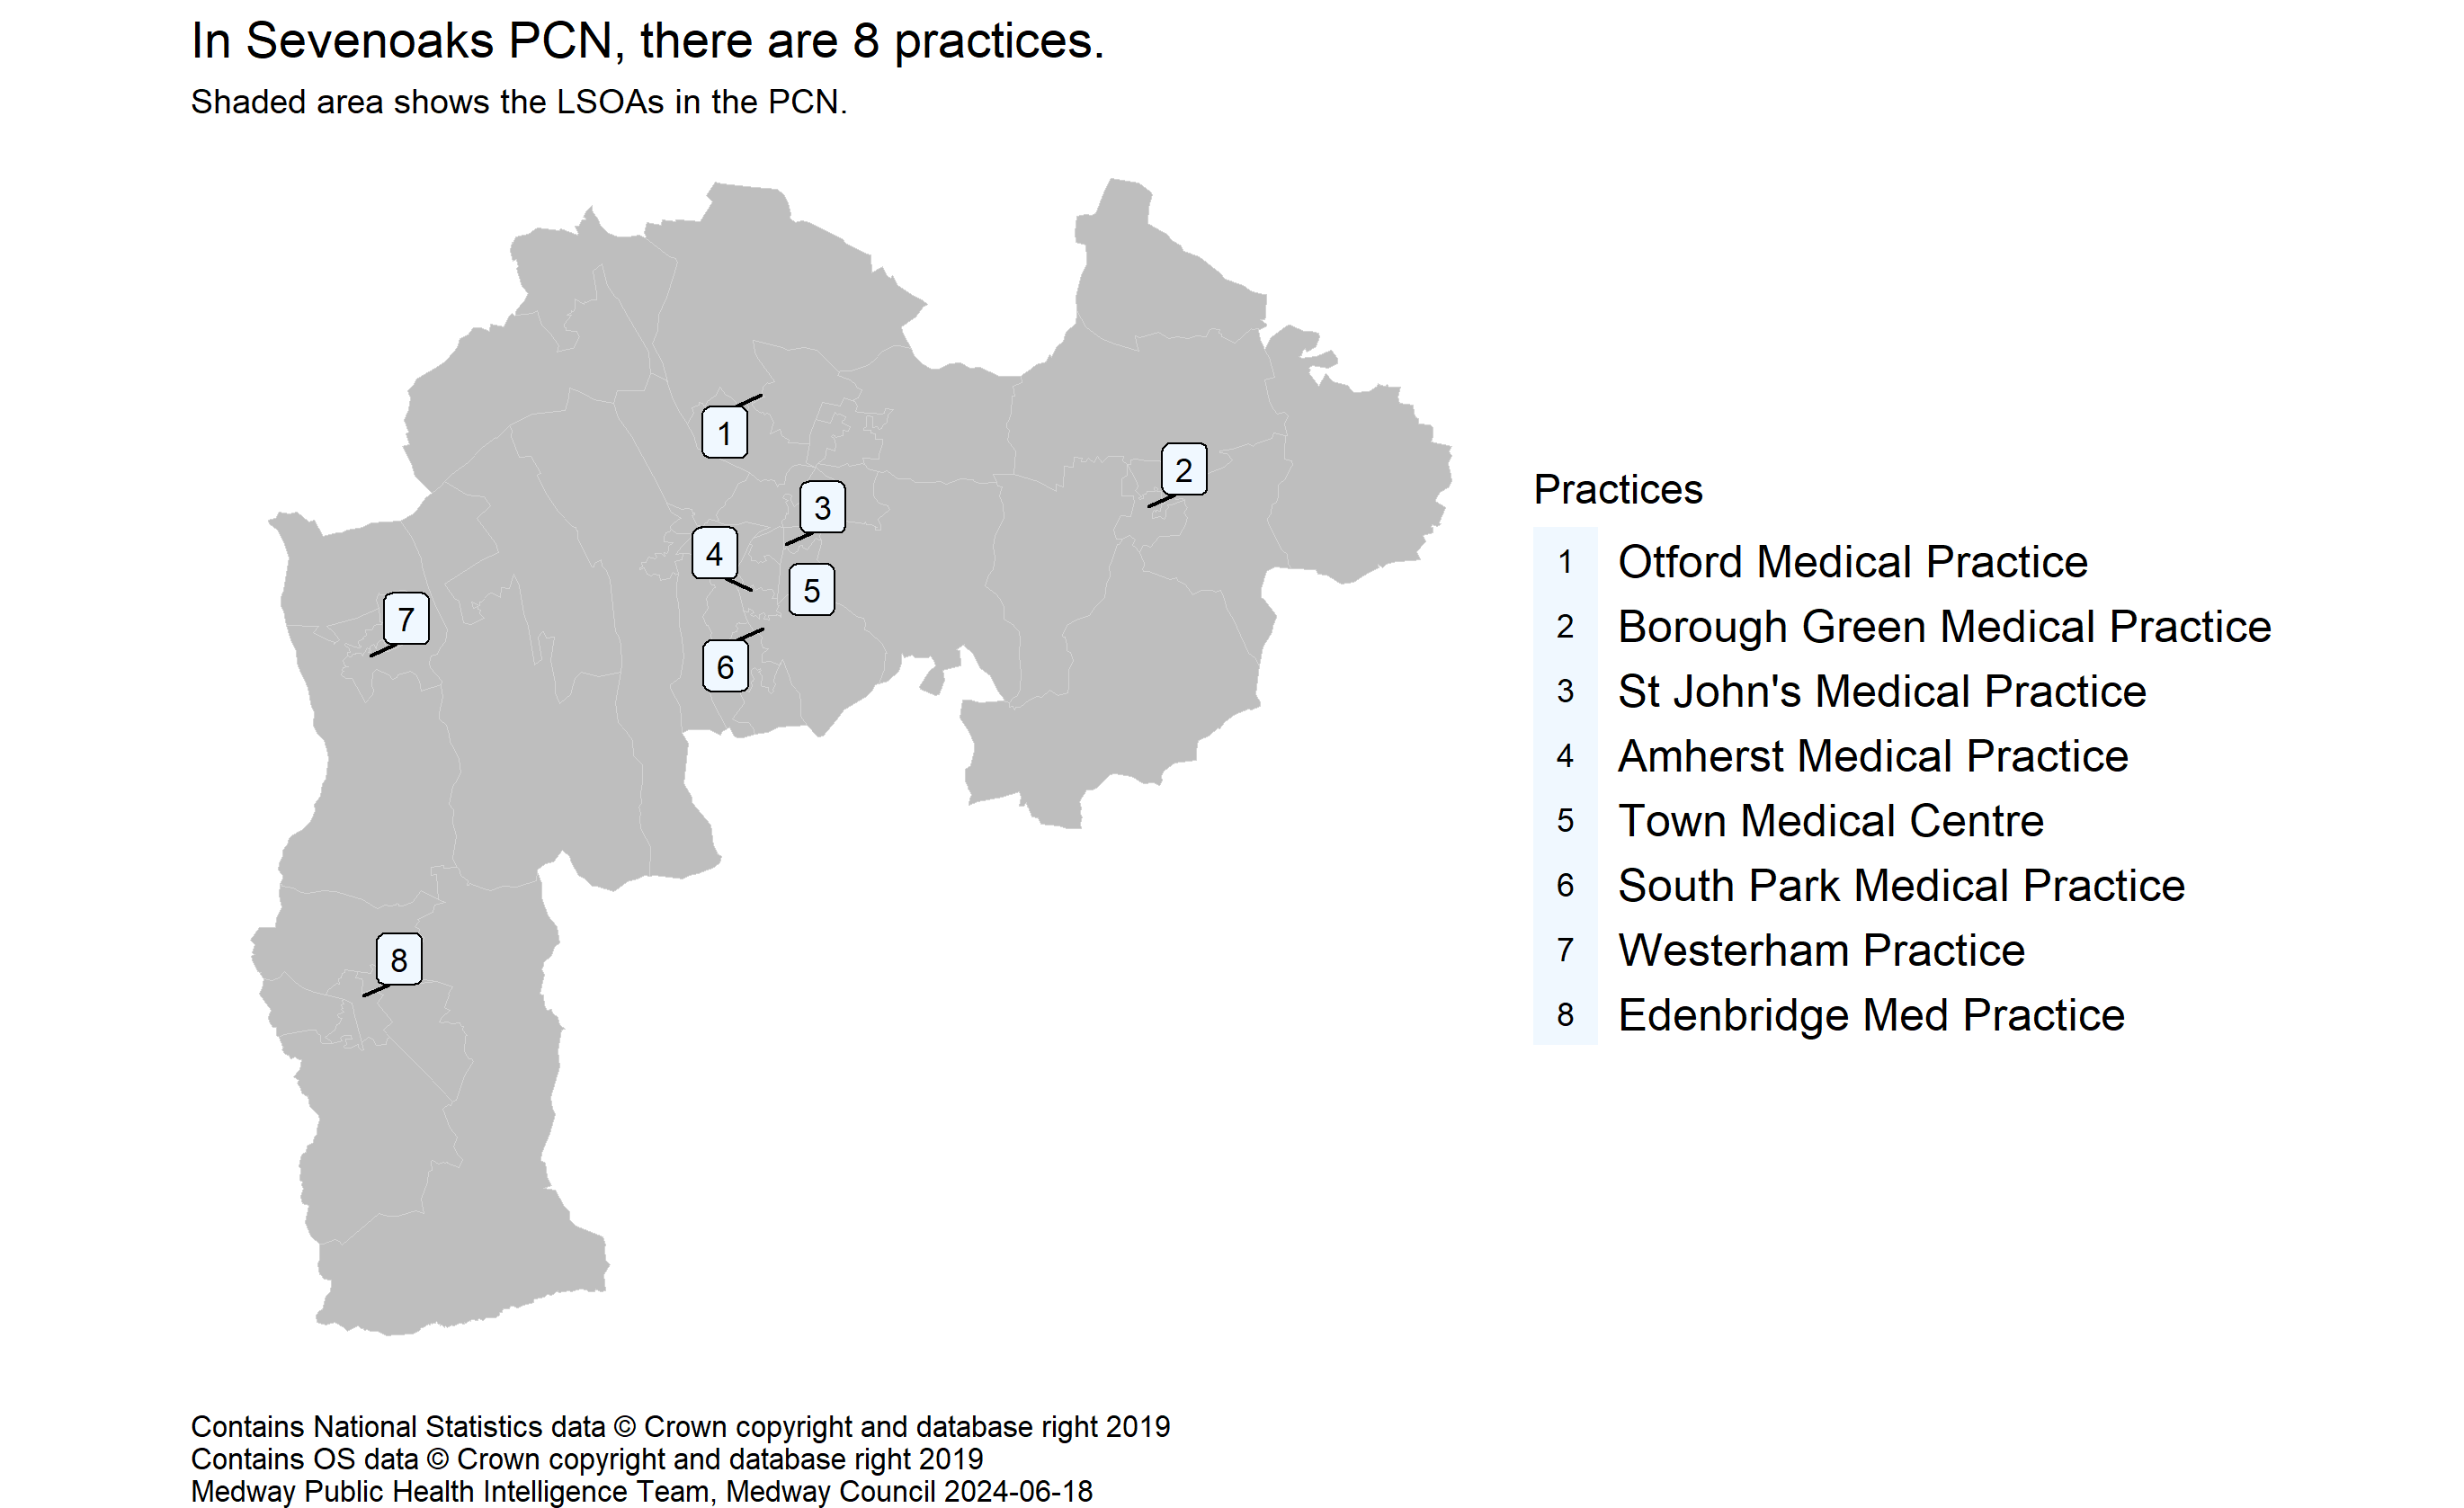 In Sevenoaks PCN, there are 8 practices.
Shaded area shows the LSOAs in the PCN.
1
2
3
4
5
6
7
8
Practices
1 Otford Medical Practice
2 Borough Green Medical Practice
3 St John's Medical Practice
4 Amherst Medical Practice
5 Town Medical Centre
6 South Park Medical Practice
7 Westerham Practice
8 Edenbridge Med Practice
Contains National Statistics data © Crown copyright and database right 2019
Contains OS data © Crown copyright and database right 2019
Medway Public Health Intelligence Team, Medway Council 2024-06-18